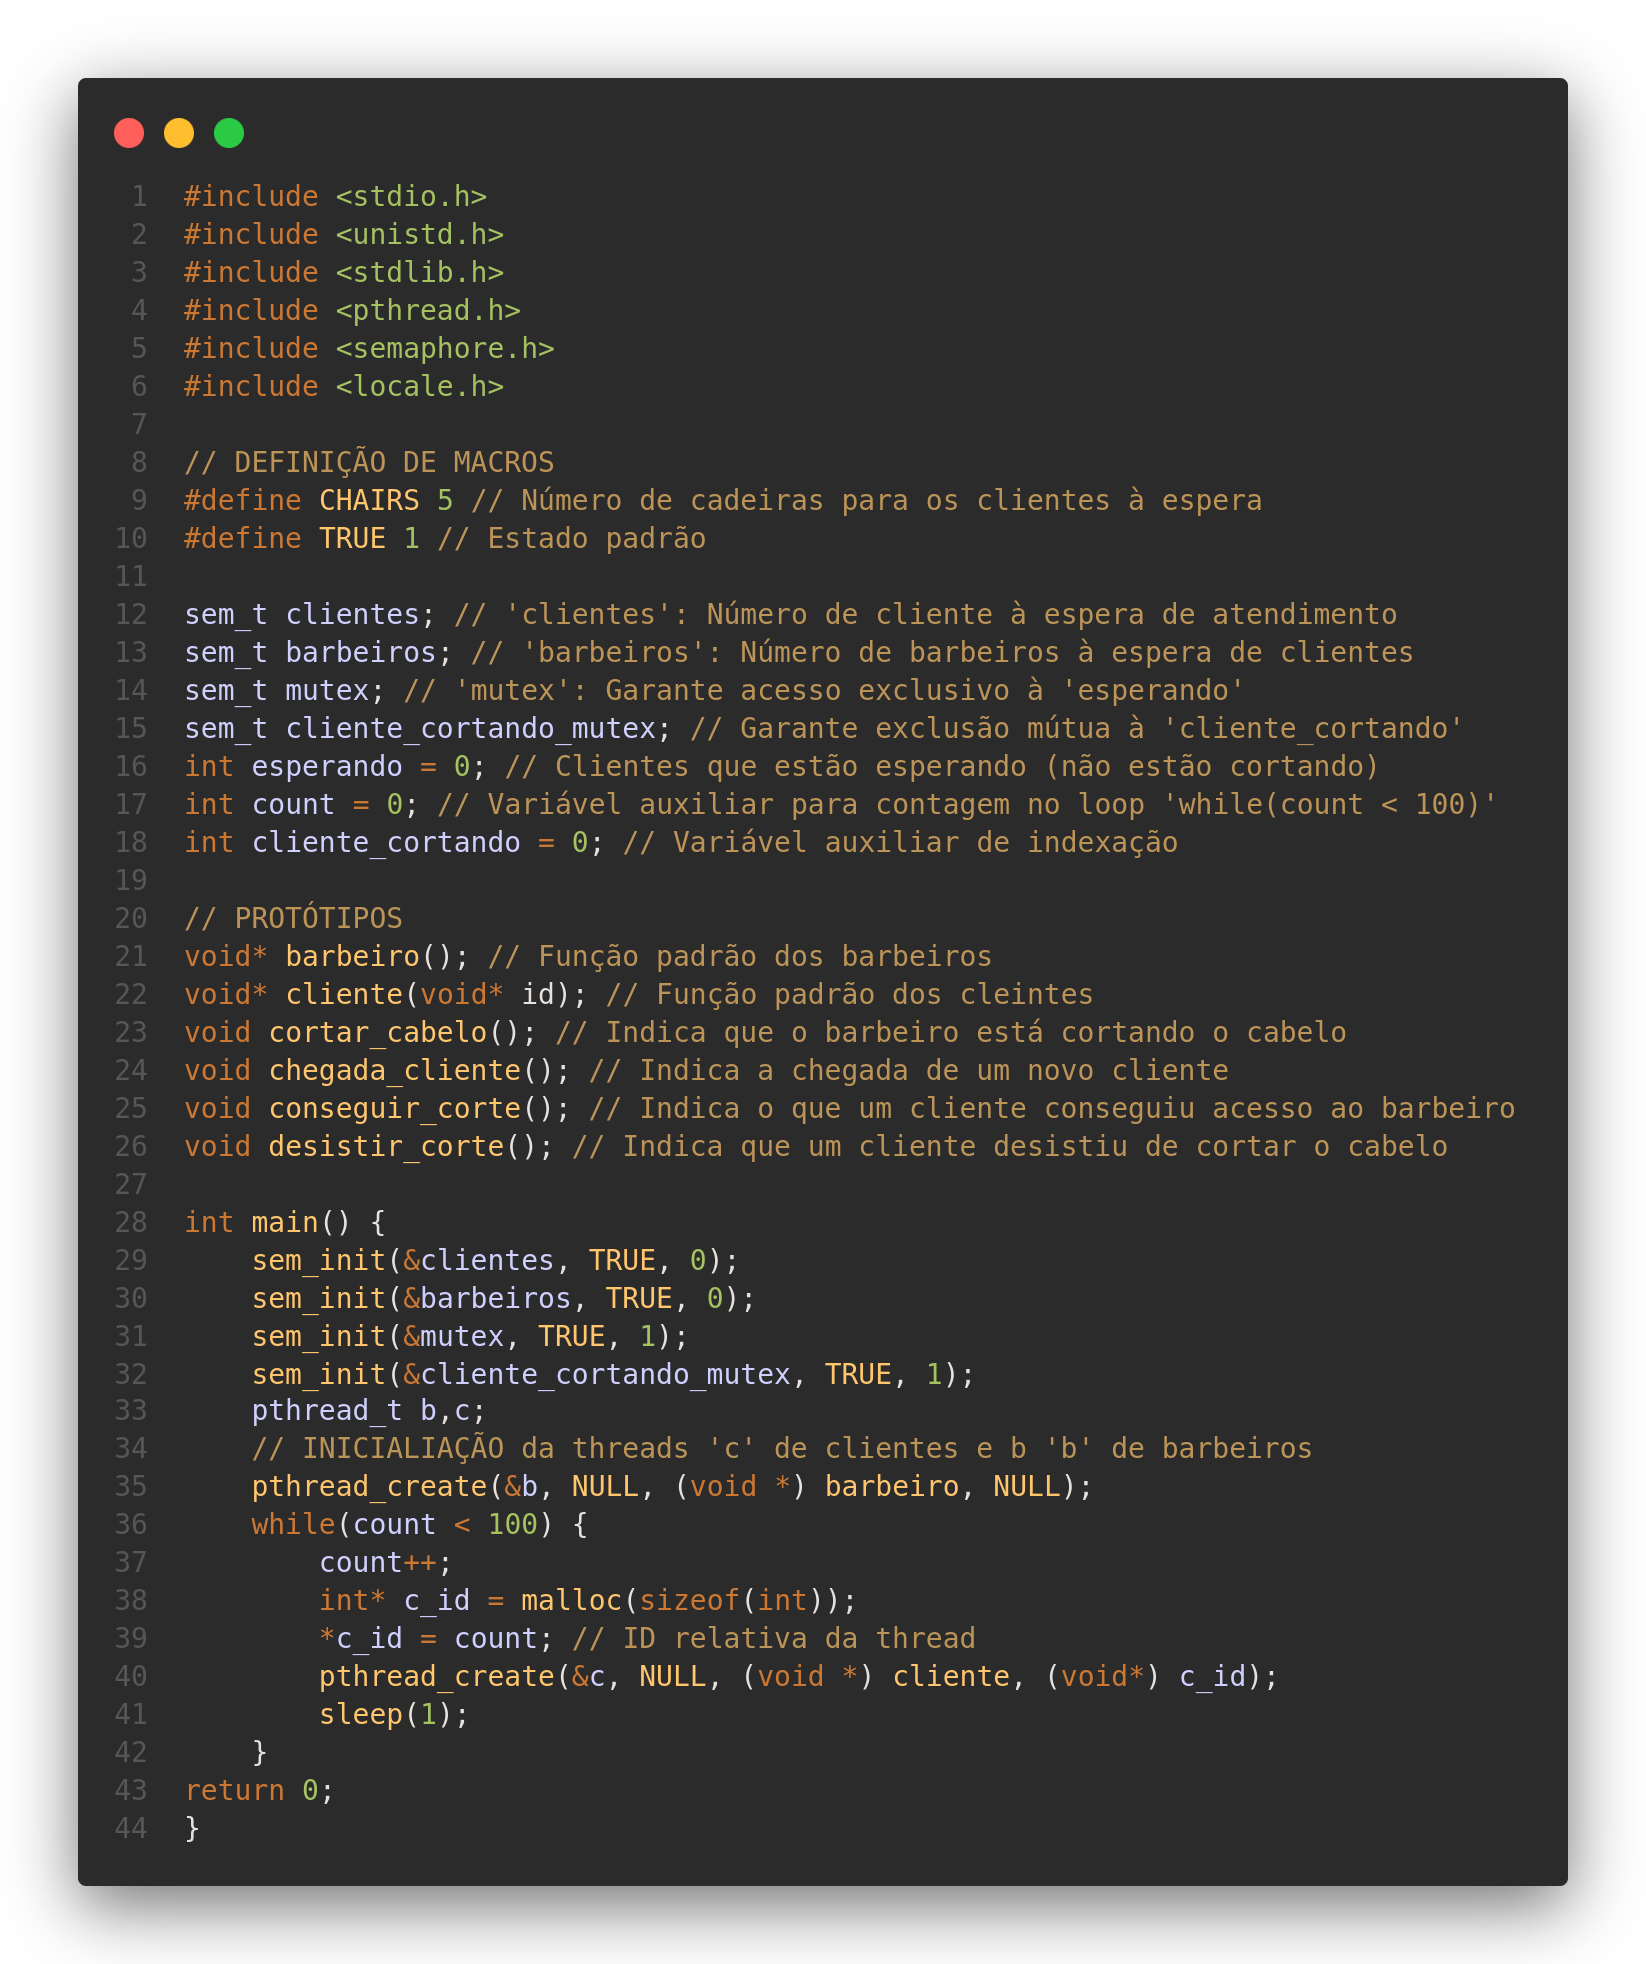 1 #include <stdio.h>
2 #include <unistd.h>
3 #include <stdlib.h>
4 #include <pthread.h>
5 #include <semaphore.h>
6 #include <locale.h>
7
8 // DEFINIÇÃO DE MACROS
9 #define CHAIRS 5 // Número de cadeiras para os clientes à espera
10 #define TRUE 1 // Estado padrão
11
12 sem_t clientes; // 'clientes': Número de cliente à espera de atendimento
13 sem_t barbeiros; // 'barbeiros': Número de barbeiros à espera de clientes
14 sem_t mutex; // 'mutex': Garante acesso exclusivo à 'esperando'
15 sem_t cliente_cortando_mutex; // Garante exclusão mútua à 'cliente_cortando'
16 int esperando = 0; // Clientes que estão esperando (não estão cortando)
17 int count = 0; // Variável auxiliar para contagem no loop 'while(count < 100)'
18 int cliente_cortando = 0; // Variável auxiliar de indexação
19
20 // PROTÓTIPOS
21 void* barbeiro(); // Função padrão dos barbeiros
22 void* cliente(void* id); // Função padrão dos cleintes
23 void cortar_cabelo(); // Indica que o barbeiro está cortando o cabelo
24 void chegada_cliente(); // Indica a chegada de um novo cliente
25 void conseguir_corte(); // Indica o que um cliente conseguiu acesso ao barbeiro
26 void desistir_corte(); // Indica que um cliente desistiu de cortar o cabelo
27
28 int main() {
29     sem_init(&clientes, TRUE, 0);
30     sem_init(&barbeiros, TRUE, 0);
31     sem_init(&mutex, TRUE, 1);
32     sem_init(&cliente_cortando_mutex, TRUE, 1);
33     pthread_t b,c;
34     // INICIALIAÇÃO da threads 'c' de clientes e b 'b' de barbeiros
35     pthread_create(&b, NULL, (void *) barbeiro, NULL);
36     while(count < 100) {
37         count++;
38         int* c_id = malloc(sizeof(int));
39         *c_id = count; // ID relativa da thread
40         pthread_create(&c, NULL, (void *) cliente, (void*) c_id);
41         sleep(1);
42     }
43 return 0;
44 }